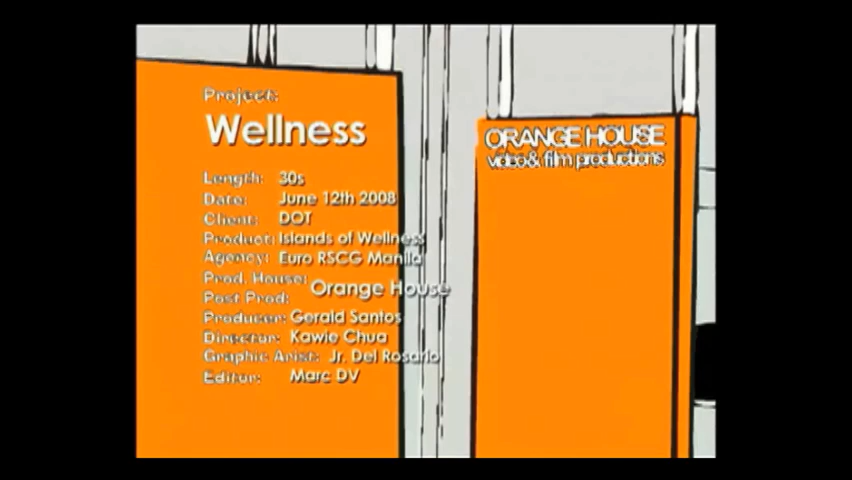 Project:
Wellness
Length: 30s
Date: June 12th 2008
Client: DOT
Product: Islands of Wellness
Agency: Euro RSCG Manila
Prod. House:
Orange House
Post Prod:
Producer: Gerald Santos
Director: Kawie Chua
Graphic Arist: Jr. Del Rosario
Editor: Marc DV
ORANGE HOUSE
video & film productions